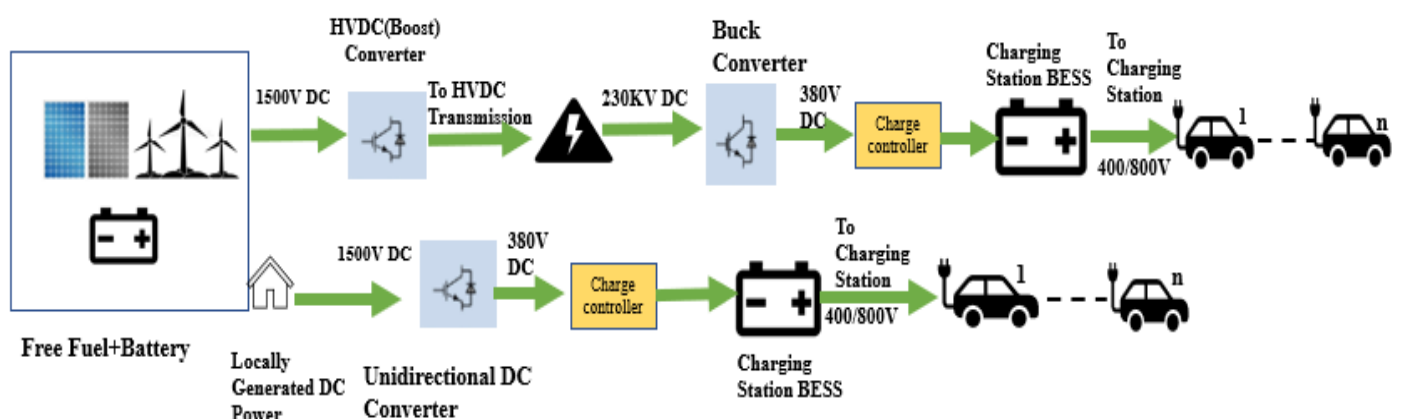 HVDC(Boost)
Converter
1500V DC
To HVDC
Transmission
230KV DC
Buck
Converter
380V
DC
Charge
controller
Charging
Station BESS
To
Charging
Station
400/800V
1
n
Free Fuel+Battery
Locally
Generated DC
Power
1500V DC
Unidirectional DC
Converter
380V
DC
Charge
controller
Charging
Station BESS
To
Charging
Station
400/800V
1
n